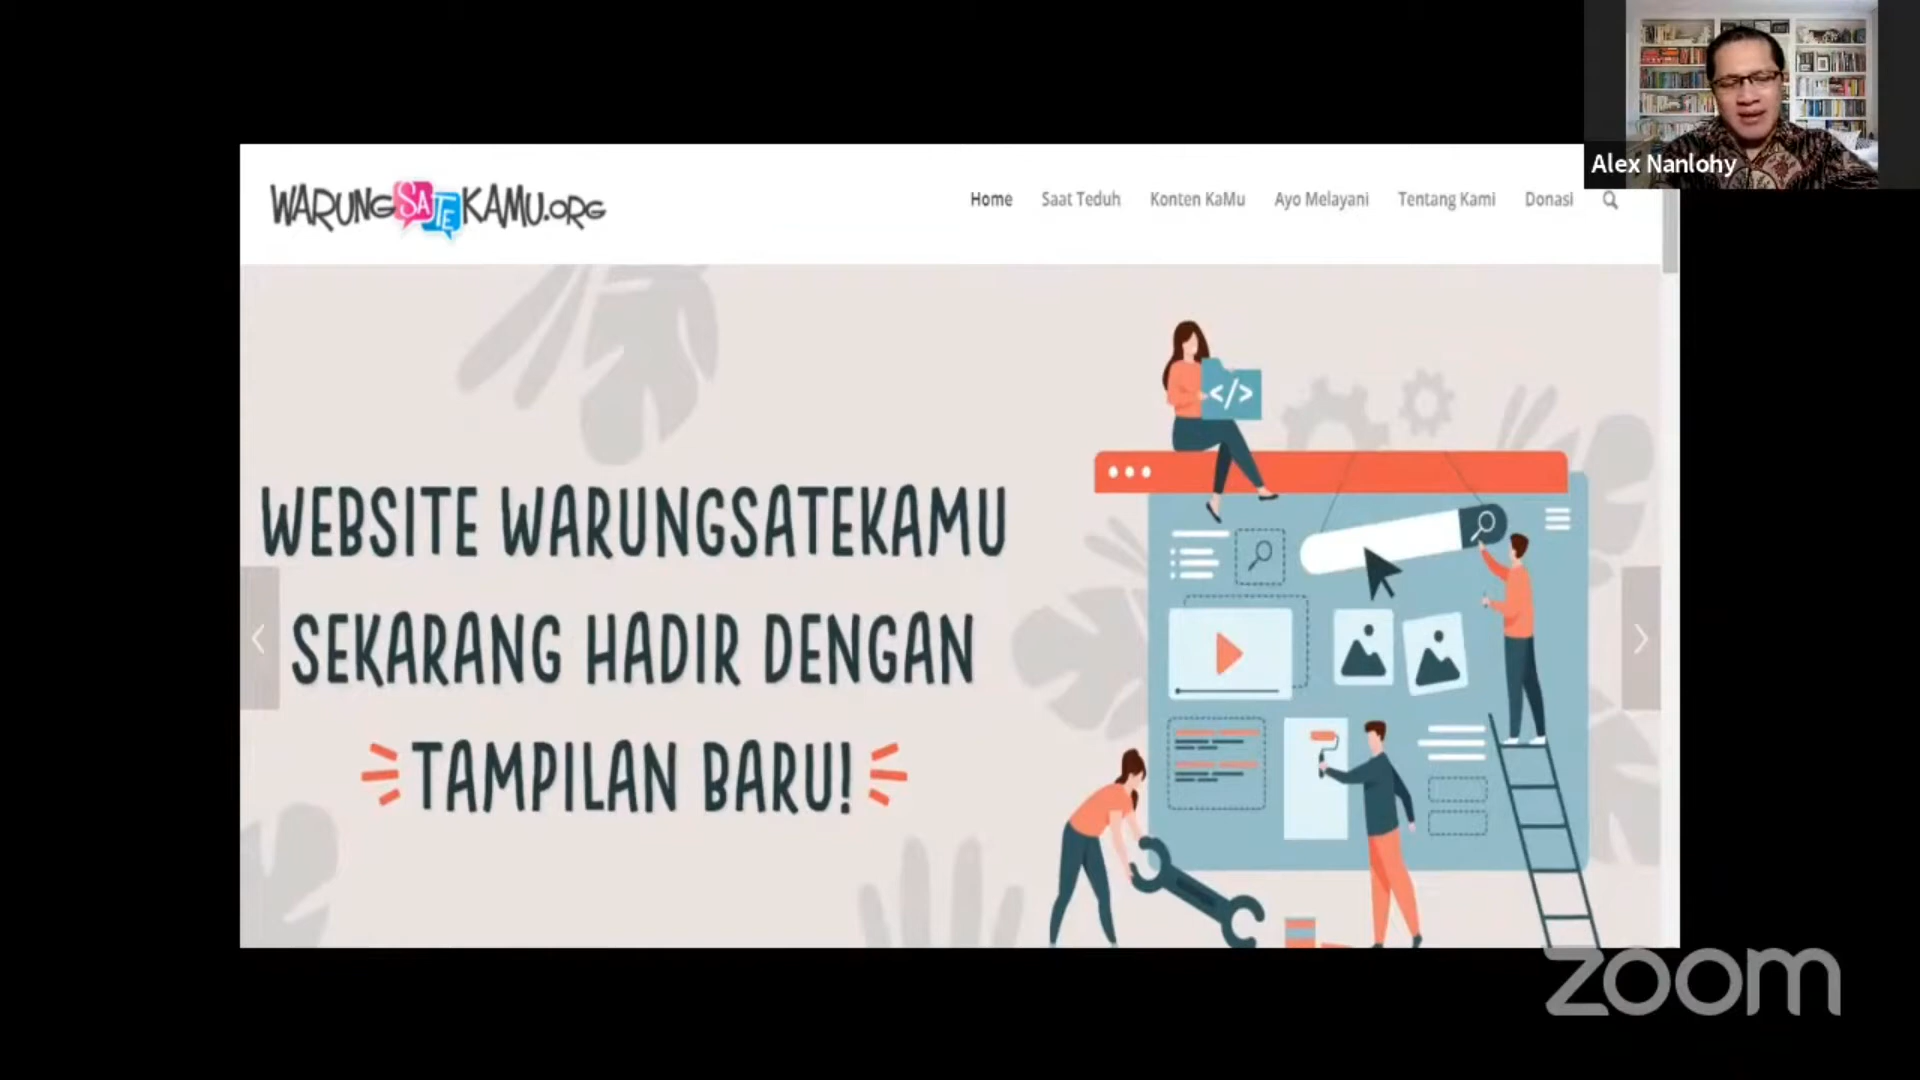 Alex Nanlohy
WARUNGSATEKAMU.ORG
Home Saat Teduh Konten KaMu Ayo Melayani Tentang Kami Donasi
</>
WEBSITE WARUNGSATEKAMU
SEKARANG HADIR DENGAN
TAMPILAN BARU!
zoom